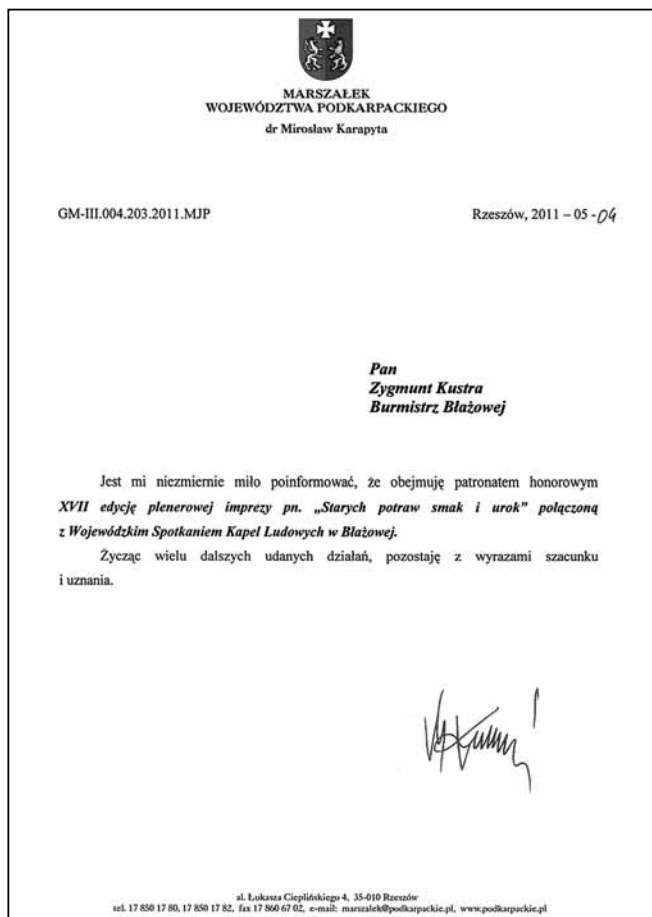 MARSZAŁEK
WOJEWÓDZTWA PODKARPACKIEGO
dr Mirosław Karapyta
GM-III.004.203.2011.MJP Rzeszów, 2011 – 05 -04
Pan
Zygmunt Kustra
Burmistrz Błażowej
Jest mi niezmiernie miło poinformować, że obejmuję patronatem honorowym
XVII edycję plenerowej imprezy pn. „Starych potraw smak i urok” połączoną
z Wojewódzkim Spotkaniem Kapel Ludowych w Błażowej.
Życząc wielu dalszych udanych działań, pozostaję z wyrazami szacunku
i uznania.
al. Łukasza Cieplińskiego 4, 35-010 Rzeszów
tel. 17 850 17 80, 17 850 17 82, fax 17 860 67 02, e-mail: marszalek@podkarpackie.pl, www.podkarpackie.pl